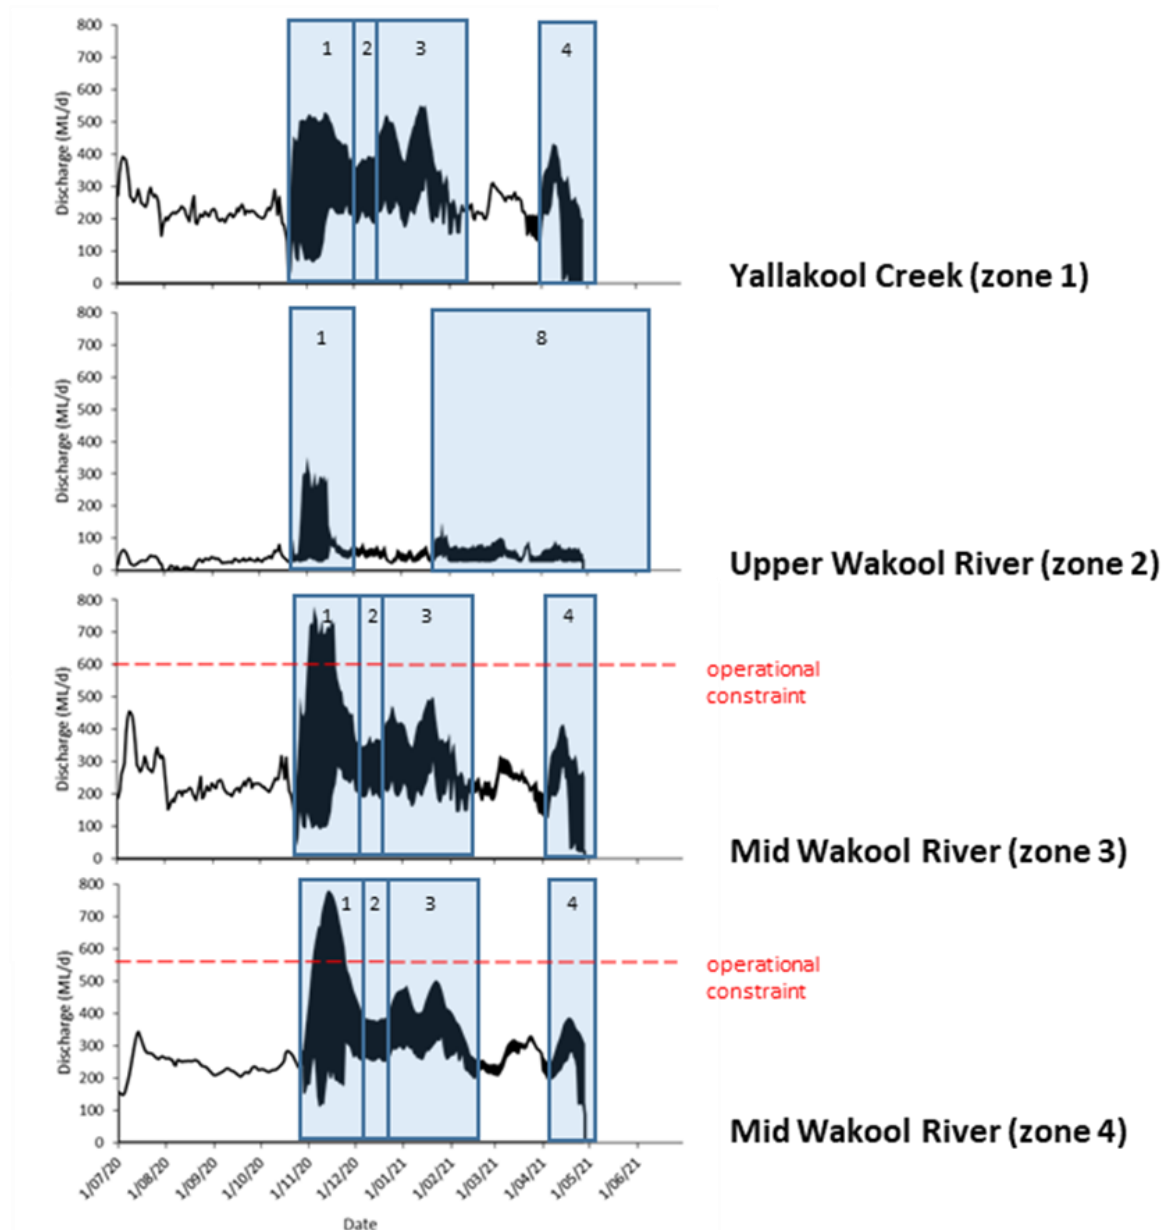 800
700
600
500
400
300
200
100
0
Discharge (ML/d)
1 2 3 4
Yallakool Creek (zone 1)
800
700
600
500
400
300
200
100
0
Discharge (ML/d)
1 8
Upper Wakool River (zone 2)
800
700
600
500
400
300
200
100
0
Discharge (ML/d)
1 2 3 4
operational
constraint
Mid Wakool River (zone 3)
800
700
600
500
400
300
200
100
0
Discharge (ML/d)
1 2 3 4
operational
constraint
Mid Wakool River (zone 4)
1/07/20 1/08/20 1/09/20 1/10/20 1/11/20 1/12/20 1/01/21 1/02/21 1/03/21 1/04/21 1/05/21 1/06/21
Date